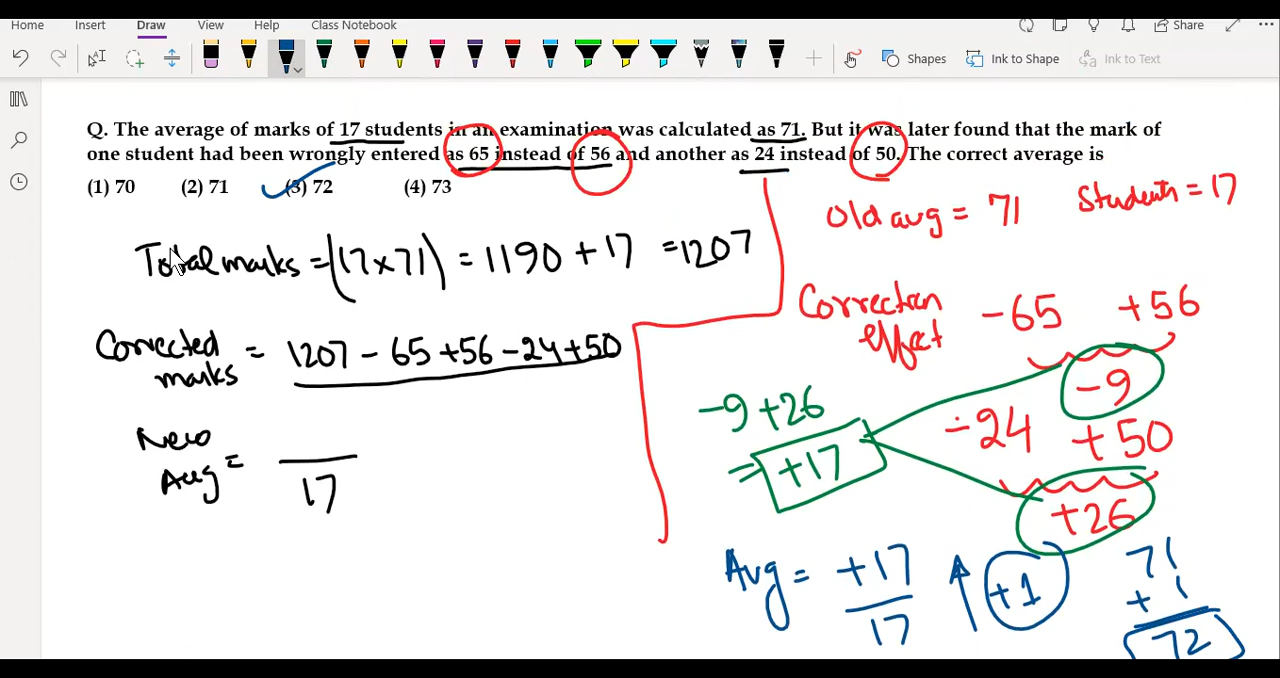 Home Insert Draw View Help Class Notebook Share
Shapes Ink to Shape Ink to Text
Q. The average of marks of 17 students in an examination was calculated as 71. But it was later found that the mark of
one student had been wrongly entered as 65 instead of 56 and another as 24 instead of 50. The correct average is
(1) 70 (2) 71 (3) 72 (4) 73
Total marks = (17×71) = 1190 + 17 = 1207
Corrected marks = 1207 - 65 + 56 - 24 + 50
New
Avg = 
17
Old avg = 71 Students = 17
Correction effect -65 +56
-9
-24 +50
+26
-9 +26
⇒ +17
Avg = +17
17
↑ +1
71
+ 1
72